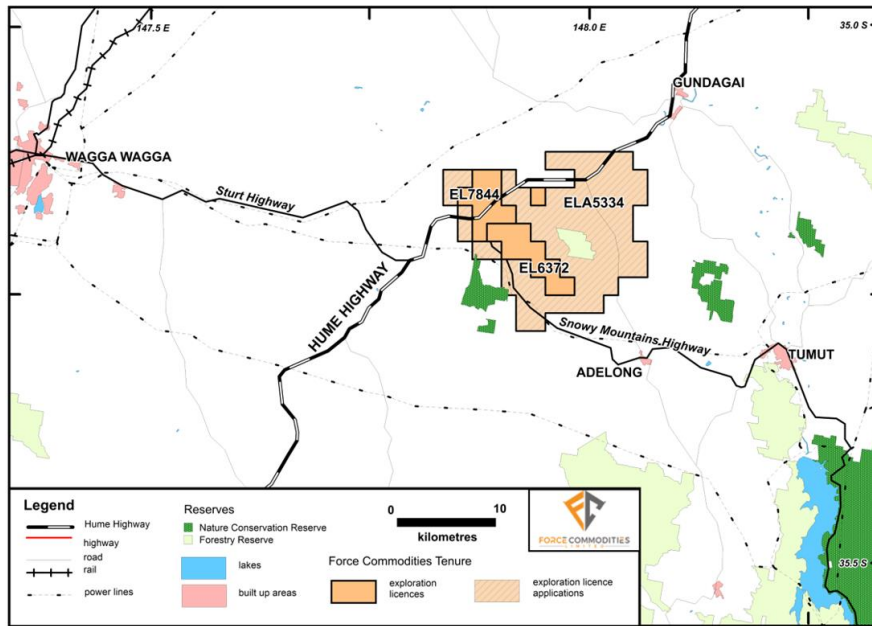 147.5 E
148.0 E
35.0 S
GUNDAGAI
WAGGA WAGGA
Sturt Highway
EL7844
ELA5334
EL6372
HUME HIGHWAY
Snowy Mountains Highway
ADELONG
TUMUT
35.5 S
Legend
Hume Highway
highway
road
rail
power lines
Reserves
Nature Conservation Reserve
Forestry Reserve
lakes
built up areas
0 10
kilometres
Force Commodities Tenure
exploration
licences
exploration licence
applications
FORCE COMMODITIES
LIMITED